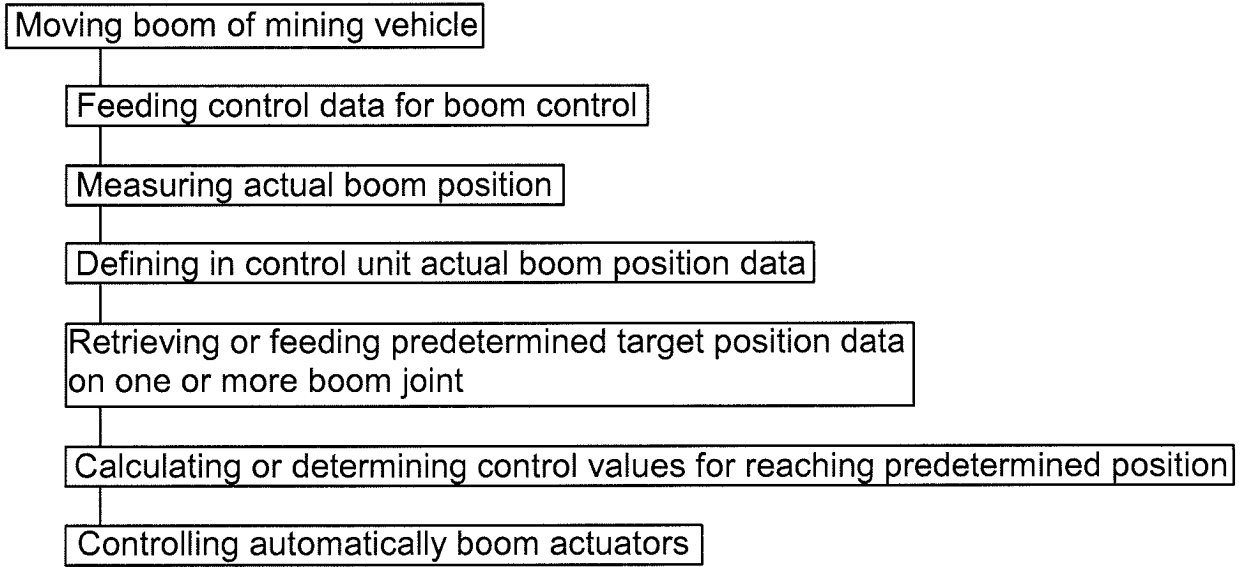 Moving boom of mining vehicle
Feeding control data for boom control
Measuring actual boom position
Defining in control unit actual boom position data
Retrieving or feeding predetermined target position data
on one or more boom joint
Calculating or determining control values for reaching predetermined position
Controlling automatically boom actuators